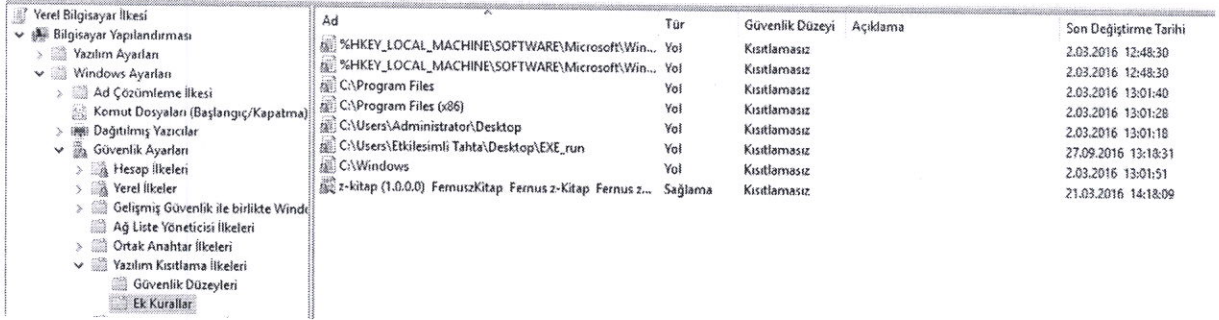 Yerel Bilgisayar İlkesi
Bilgisayar Yapılandırması
Yazılım Ayarları
Windows Ayarları
Ad Çözümleme İlkesi
Komut Dosyaları (Başlangıç/Kapatma)
Dağıtılmış Yazıcılar
Güvenlik Ayarları
Hesap İlkeleri
Yerel İlkeler
Gelişmiş Güvenlik ile birlikte Windo
Ağ Liste Yöneticisi İlkeleri
Ortak Anahtar İlkeleri
Yazılım Kısıtlama İlkeleri
Güvenlik Düzeyleri
Ek Kurallar
Ad Tür Güvenlik Düzeyi Açıklama Son Değiştirme Tarihi
%HKEY_LOCAL_MACHINE\SOFTWARE\Microsoft\Win... Yol Kısıtlamasız 2.03.2016 12:48:30
%HKEY_LOCAL_MACHINE\SOFTWARE\Microsoft\Win... Yol Kısıtlamasız 2.03.2016 12:48:30
C:\Program Files Yol Kısıtlamasız 2.03.2016 13:01:40
C:\Program Files (x86) Yol Kısıtlamasız 2.03.2016 13:01:28
C:\Users\Administrator\Desktop Yol Kısıtlamasız 2.03.2016 13:01:18
C:\Users\Etkilesimli Tahta\Desktop\EXE_run Yol Kısıtlamasız 27.09.2016 13:18:31
C:\Windows Yol Kısıtlamasız 2.03.2016 13:01:51
z-kitap (1.0.0.0) FernuszKitap Fernus z-Kitap Fernus z... Sağlama Kısıtlamasız 21.03.2016 14:18:09